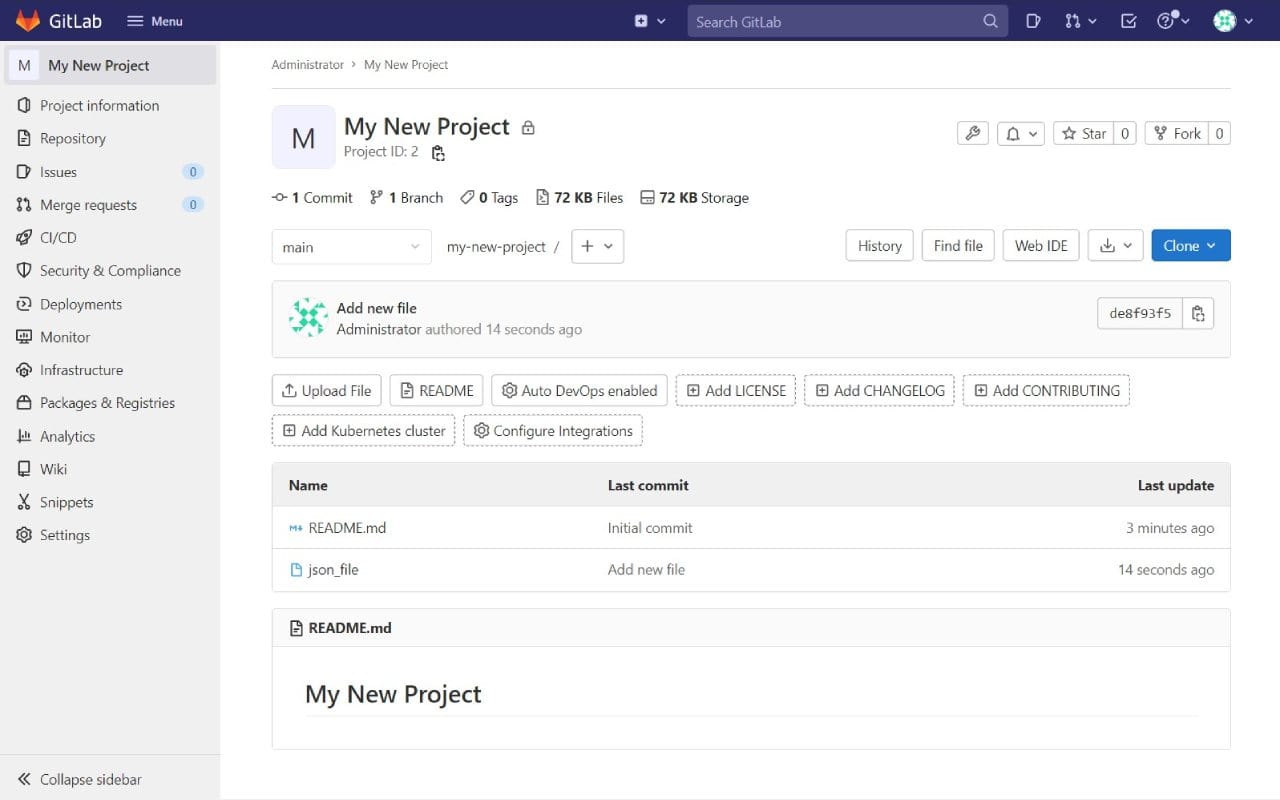 GitLab Menu Search GitLab
M My New Project
Project information
Repository
Issues 0
Merge requests 0
CI/CD
Security & Compliance
Deployments
Monitor
Infrastructure
Packages & Registries
Analytics
Wiki
Snippets
Settings
Collapse sidebar
Administrator › My New Project
M
My New Project
Project ID: 2
Star 0 Fork 0
1 Commit 1 Branch 0 Tags 72 KB Files 72 KB Storage
main my-new-project / + History Find file Web IDE Clone
Add new file
Administrator authored 14 seconds ago
de8f93f5
Upload File README Auto DevOps enabled Add LICENSE Add CHANGELOG Add CONTRIBUTING
Add Kubernetes cluster Configure Integrations
Name Last commit Last update
README.md Initial commit 3 minutes ago
json_file Add new file 14 seconds ago
README.md
My New Project